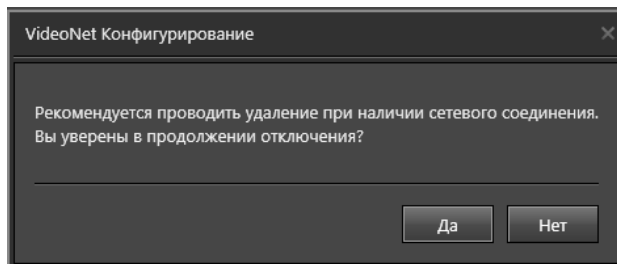 VideoNet Конфигурирование
Рекомендуется проводить удаление при наличии сетевого соединения.
Вы уверены в продолжении отключения?
Да Нет